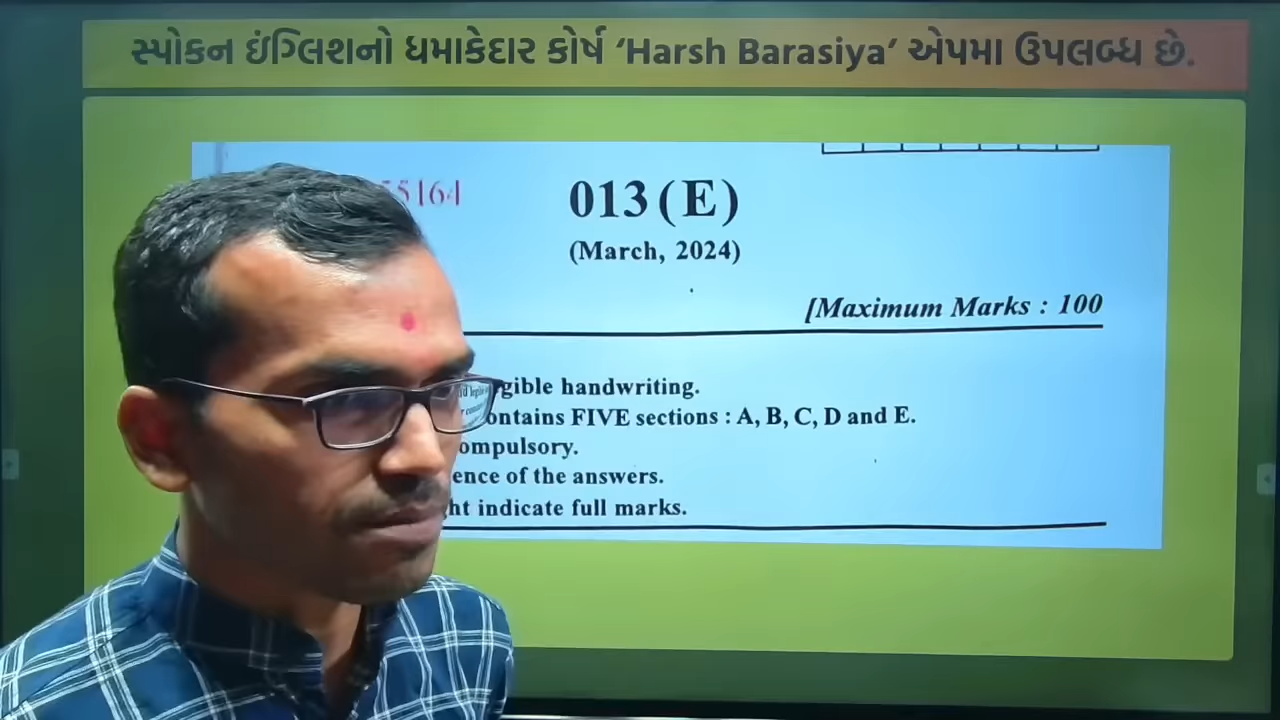 સ્પોકન ઇંગ્લિશનો ધમાકેદાર કોર્ષ ‘Harsh Barasiya’ એપમા ઉપલબ્ધ છે.
55164
013 (E)
(March, 2024)
[Maximum Marks : 100
gible handwriting.
ontains FIVE sections : A, B, C, D and E.
ompulsory.
ence of the answers.
ht indicate full marks.